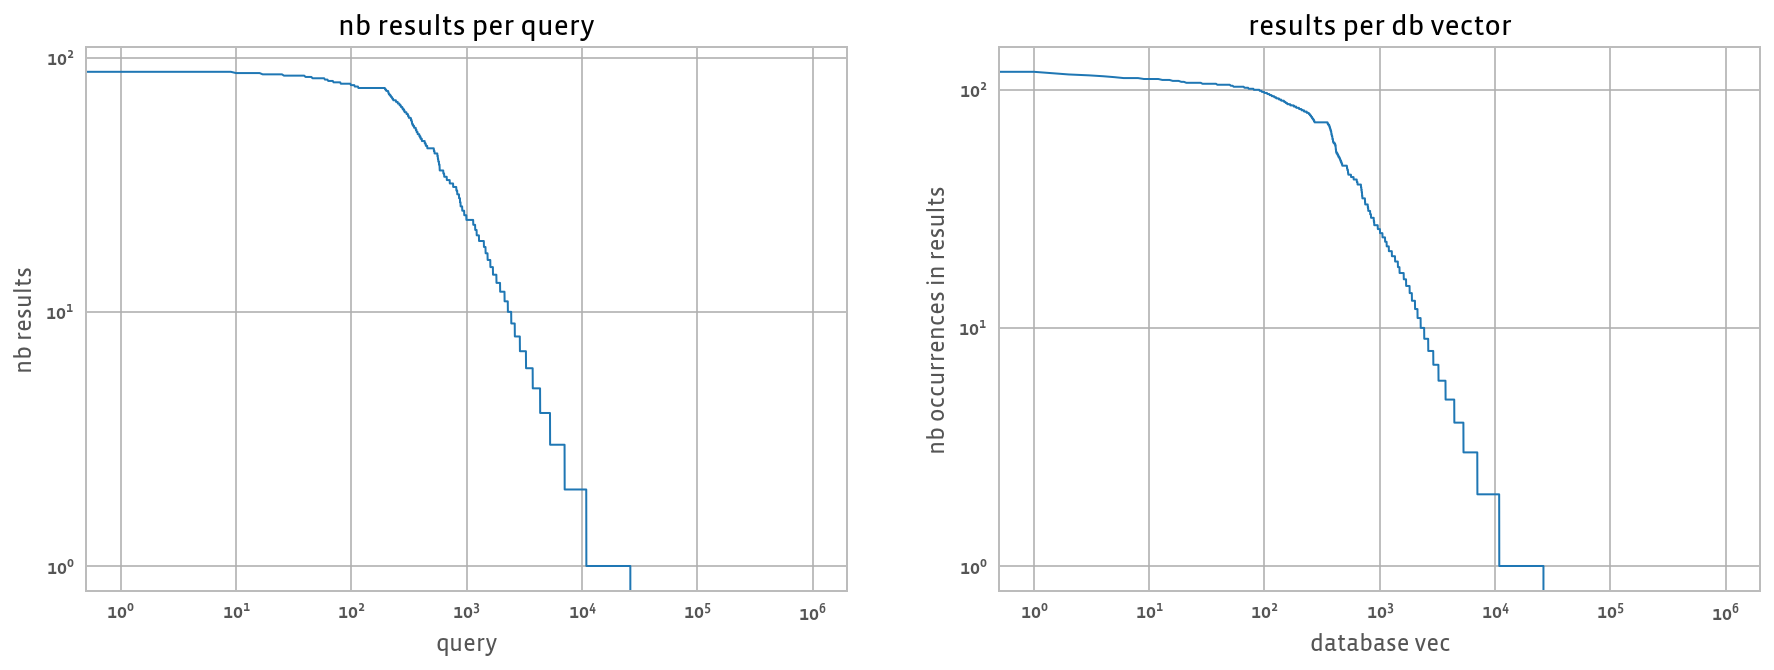 nb results per query
10²
10¹
10⁰
nb results
10⁰ 10¹ 10² 10³ 10⁴ 10⁵ 10⁶
query
results per db vector
10²
10¹
10⁰
nb occurrences in results
10⁰ 10¹ 10² 10³ 10⁴ 10⁵ 10⁶
database vec